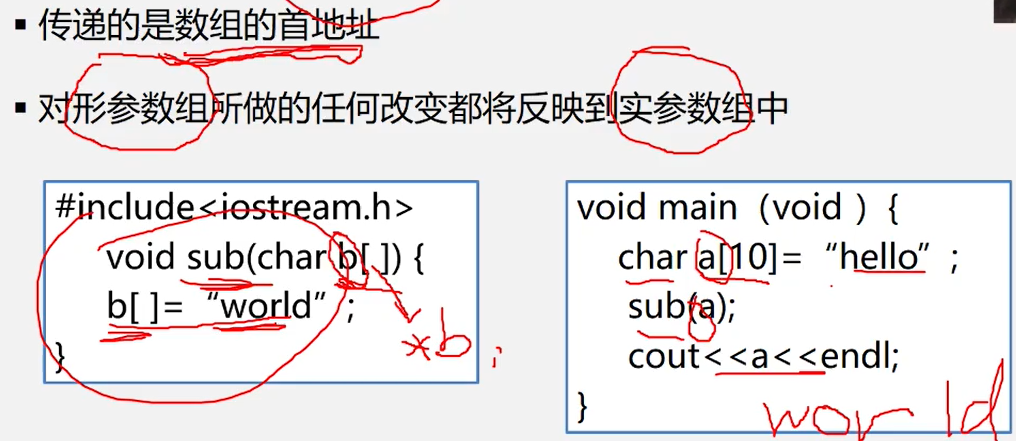 ▪ 传递的是数组的首地址
▪ 对形参数组所做的任何改变都将反映到实参数组中
#include<iostream.h>
void sub(char b[ ]) {
b[ ]= “world” ;
}
*b ;
void main (void ) {
char a[10]= “hello” ;
sub(a);
cout<<a<<endl;
}
world